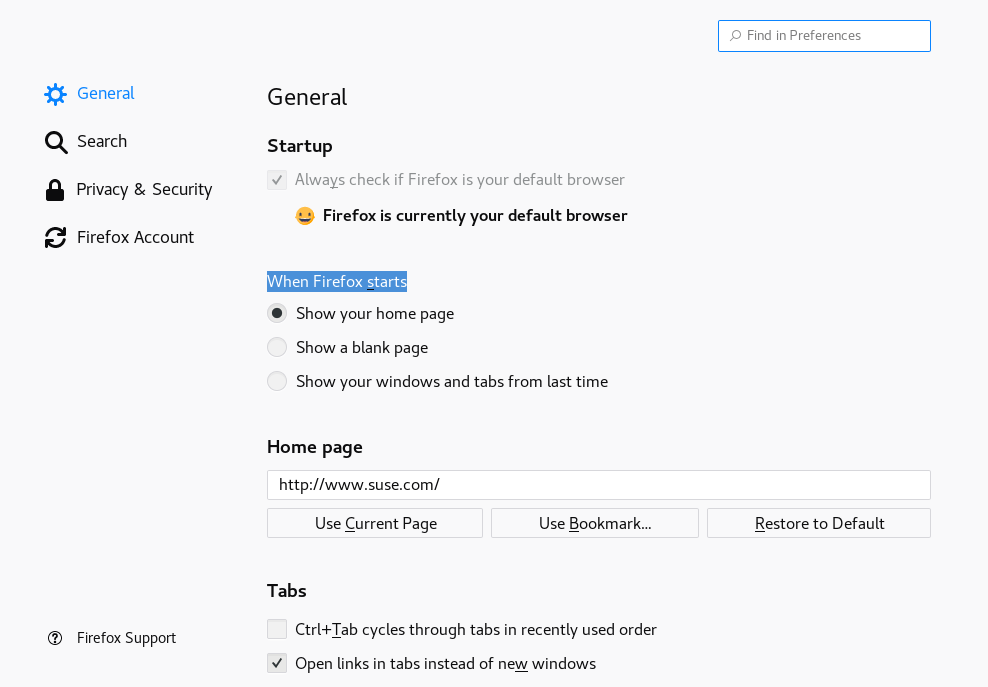 Find in Preferences
General
Search
Privacy & Security
Firefox Account
Firefox Support
General
Startup
Always check if Firefox is your default browser
Firefox is currently your default browser
When Firefox starts
Show your home page
Show a blank page
Show your windows and tabs from last time
Home page
http://www.suse.com/
Use Current Page
Use Bookmark...
Restore to Default
Tabs
Ctrl+Tab cycles through tabs in recently used order
Open links in tabs instead of new windows